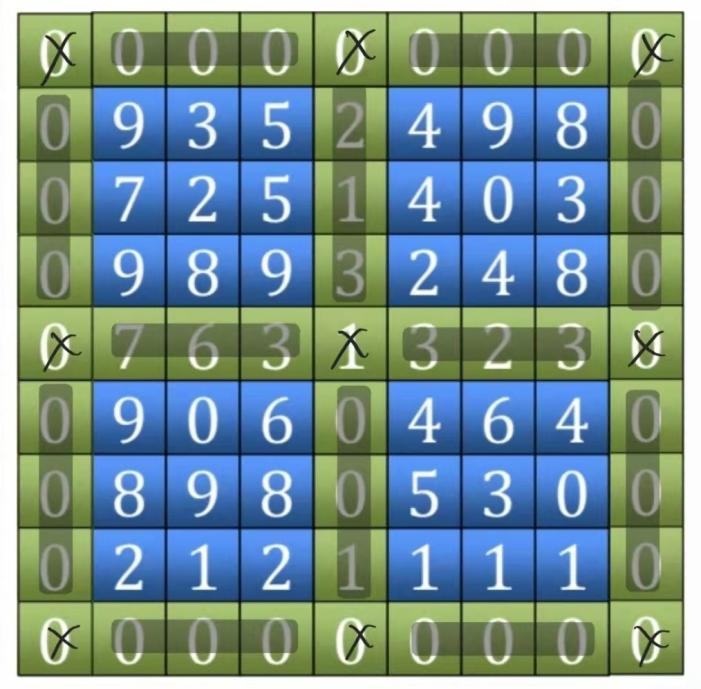 0 0 0 0 0 0 0 0 0
0 9 3 5 2 4 9 8 0
0 7 2 5 1 4 0 3 0
0 9 8 9 3 2 4 8 0
0 7 6 3 1 3 2 3 0
0 9 0 6 0 4 6 4 0
0 8 9 8 0 5 3 0 0
0 2 1 2 1 1 1 1 0
0 0 0 0 0 0 0 0 0